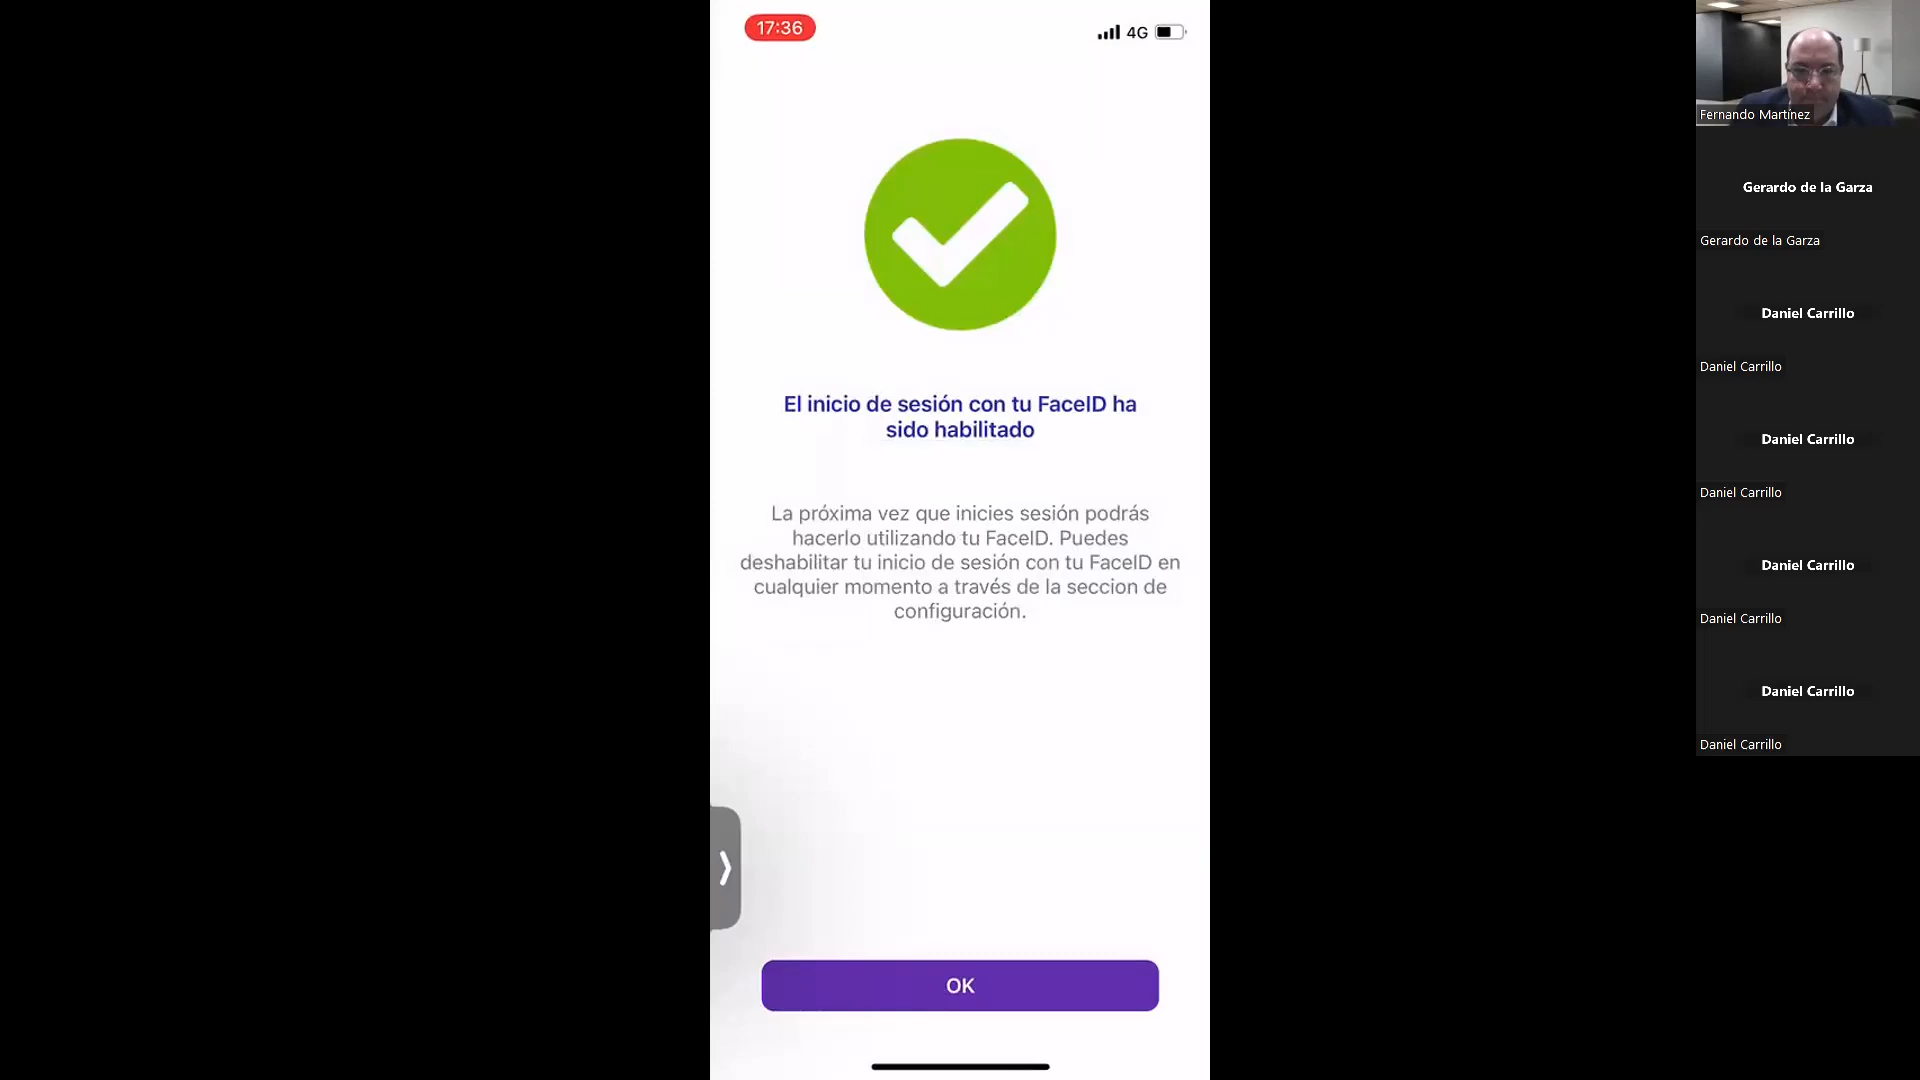 17:36
4G
El inicio de sesión con tu FaceID ha
sido habilitado
La próxima vez que inicies sesión podrás
hacerlo utilizando tu FaceID. Puedes
deshabilitar tu inicio de sesión con tu FaceID en
cualquier momento a través de la seccion de
configuración.
OK
Fernando Martínez
Gerardo de la Garza
Gerardo de la Garza
Daniel Carrillo
Daniel Carrillo
Daniel Carrillo
Daniel Carrillo
Daniel Carrillo
Daniel Carrillo
Daniel Carrillo
Daniel Carrillo